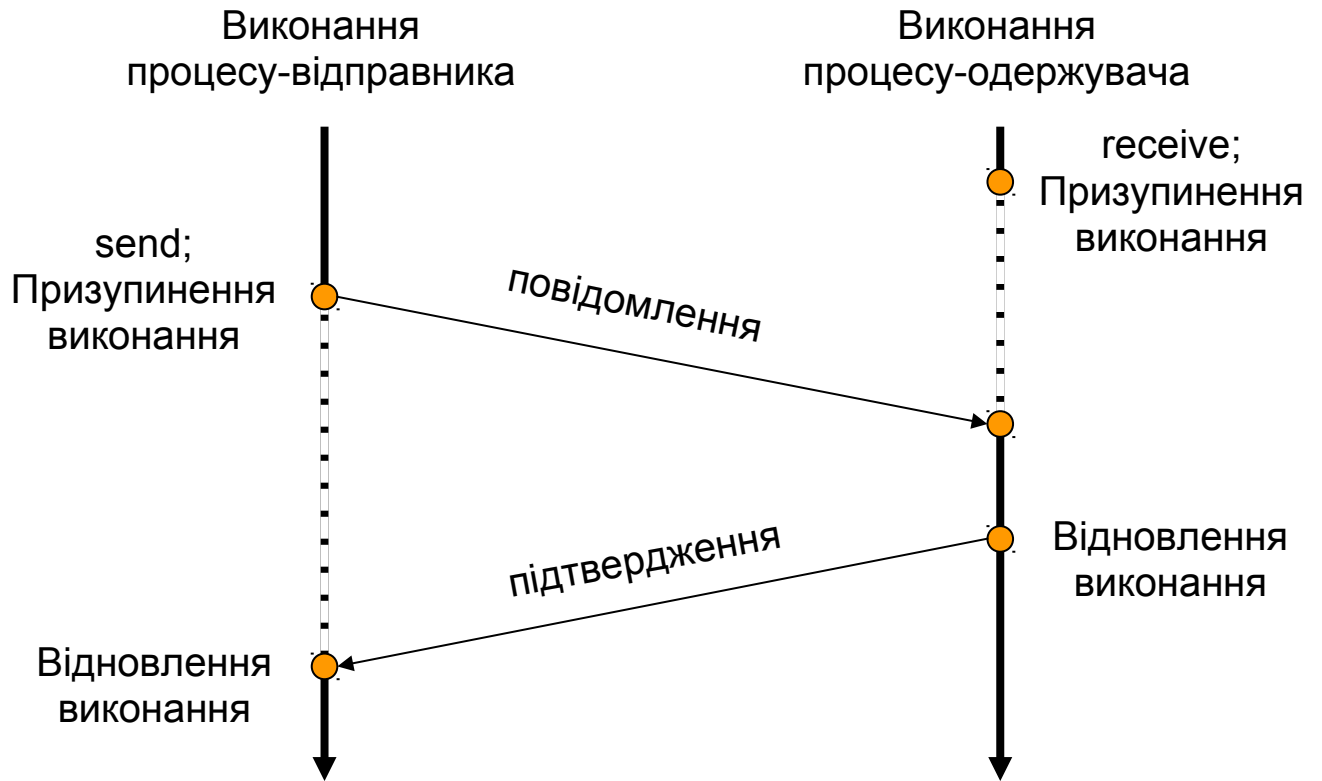 Виконання
процесу-відправника
Виконання
процесу-одержувача
receive;
Призупинення
виконання
send;
Призупинення
виконання
повідомлення
підтвердження
Відновлення
виконання
Відновлення
виконання